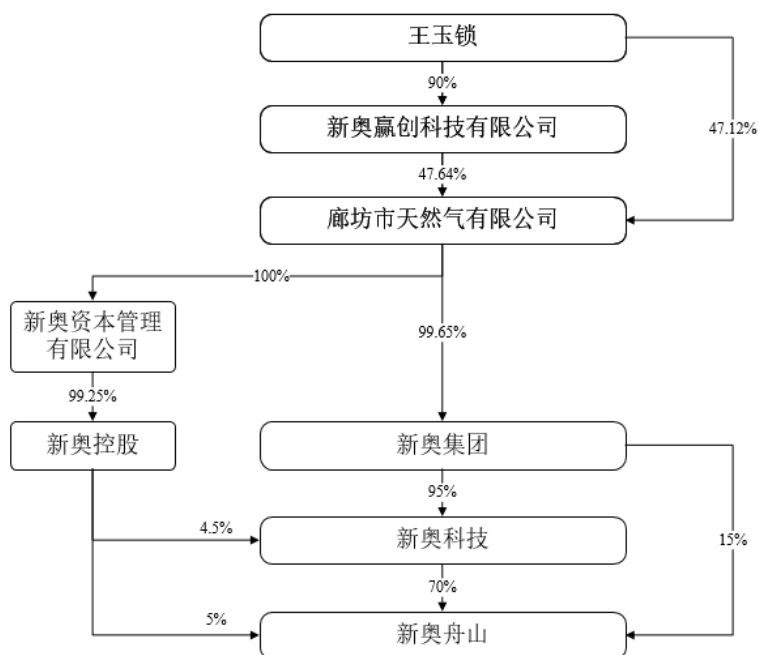 王玉锁
90%
新奥赢创科技有限公司
47.12%
47.64%
廊坊市天然气有限公司
100%
新奥资本管理
有限公司
99.65%
99.25%
新奥控股
新奥集团
95%
4.5%
新奥科技
15%
70%
5%
新奥舟山